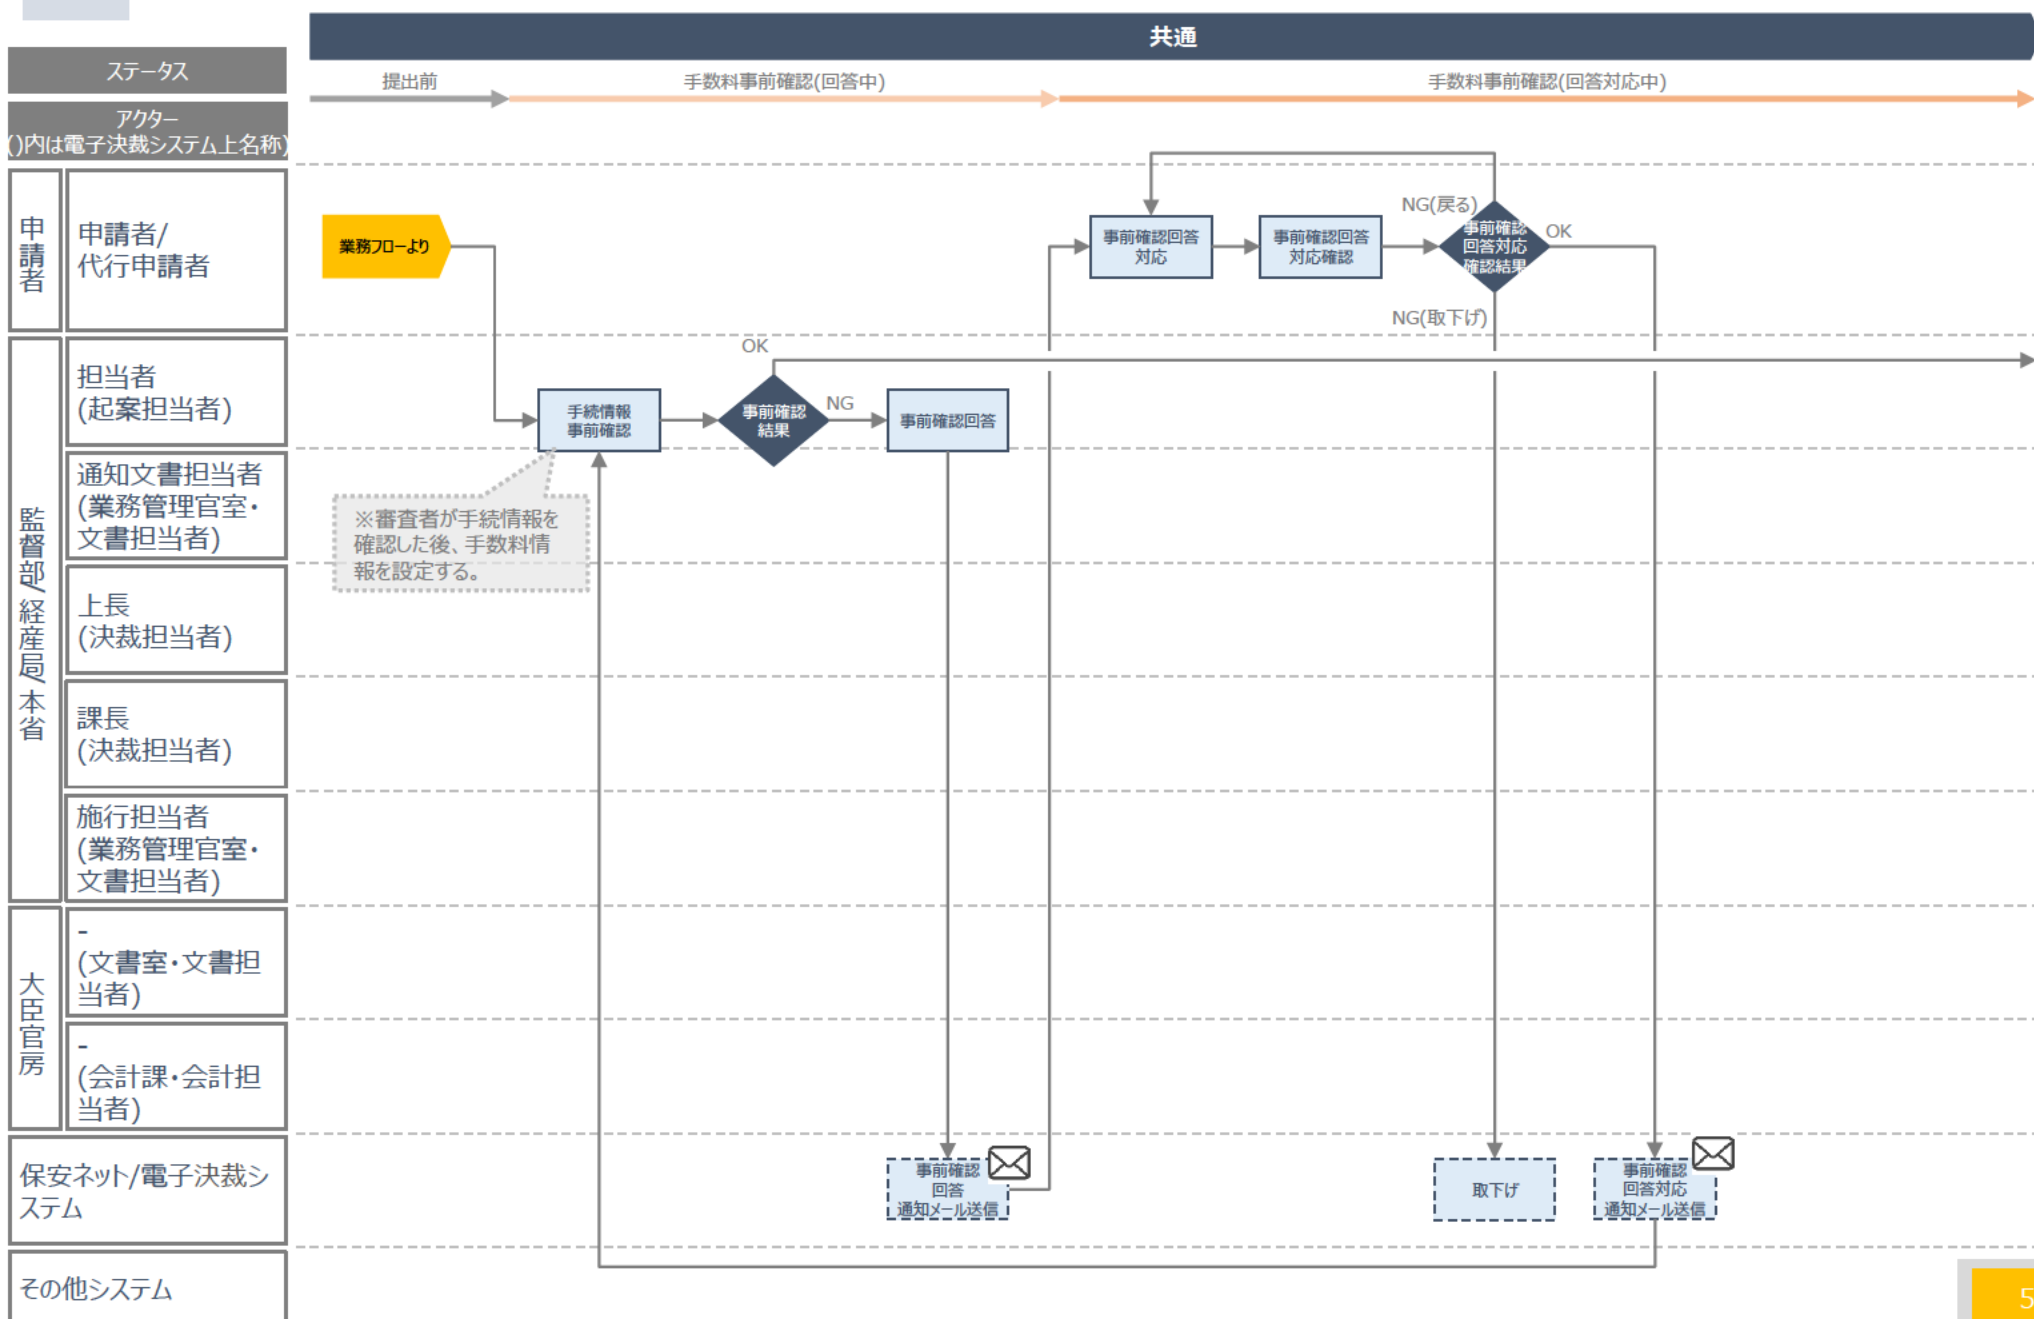 共通
ステータス
提出前
手数料事前確認(回答中)
手数料事前確認(回答対応中)
アクター
()内は電子決裁システム上名称)
申請者
申請者/
代行申請者
業務フローより
事前確認回答
対応
事前確認回答
対応確認
NG(戻る)
事前確認
回答対応
確認結果
OK
NG(取下げ)
監督部/経産局/本省
担当者
(起案担当者)
手続情報
事前確認
OK
事前確認
結果
NG
事前確認回答
通知文書担当者
(業務管理官室・
文書担当者)
※審査者が手続情報を
確認した後、手数料情
報を設定する。
上長
(決裁担当者)
課長
(決裁担当者)
施行担当者
(業務管理官室・
文書担当者)
大臣官房
-
(文書室・文書担
当者)
-
(会計課・会計担
当者)
保安ネット/電子決裁シ
ステム
事前確認
回答
通知メール送信
取下げ
事前確認
回答対応
通知メール送信
その他システム
5